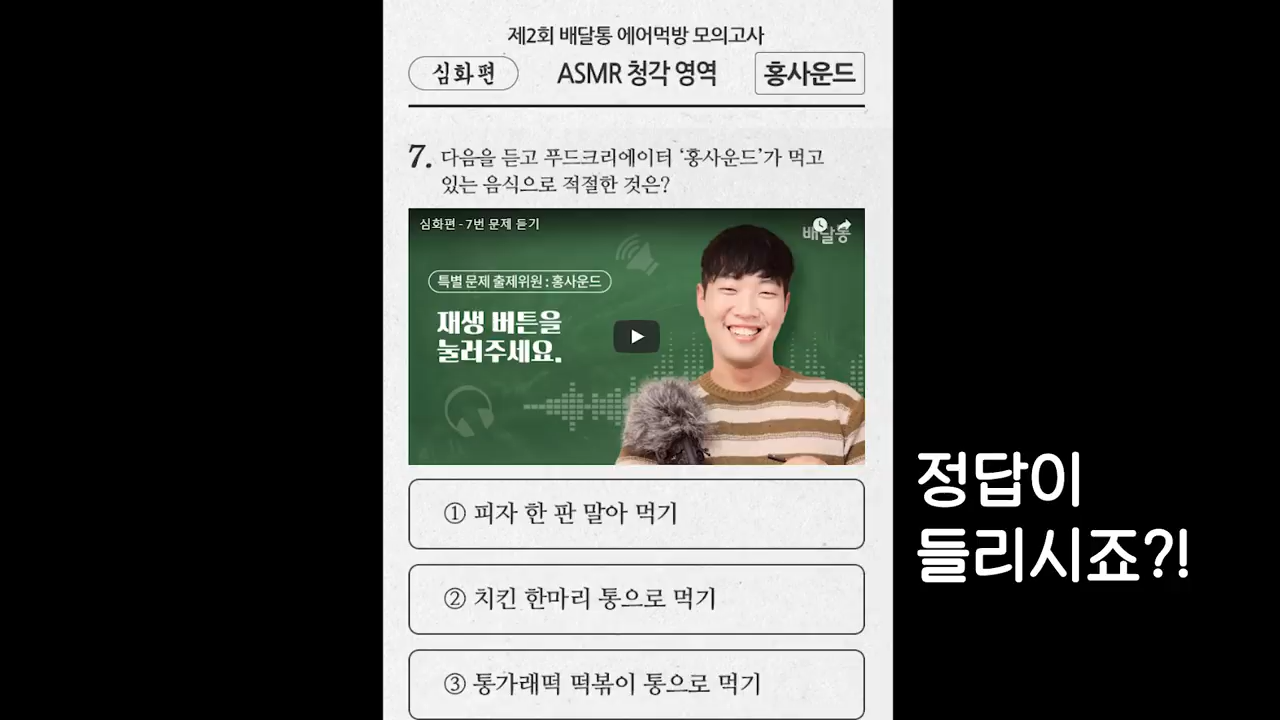 제2회 배달통 에어먹방 모의고사
심화편
ASMR 청각 영역
홍사운드
7. 다음을 듣고 푸드크리에이터 '홍사운드'가 먹고
있는 음식으로 적절한 것은?
심화편 - 7번 문제 듣기
배달통
특별 문제 출제위원 : 홍사운드
재생 버튼을
눌러주세요.
① 피자 한 판 말아 먹기
② 치킨 한마리 통으로 먹기
③ 통가래떡 떡볶이 통으로 먹기
정답이
들리시죠?!